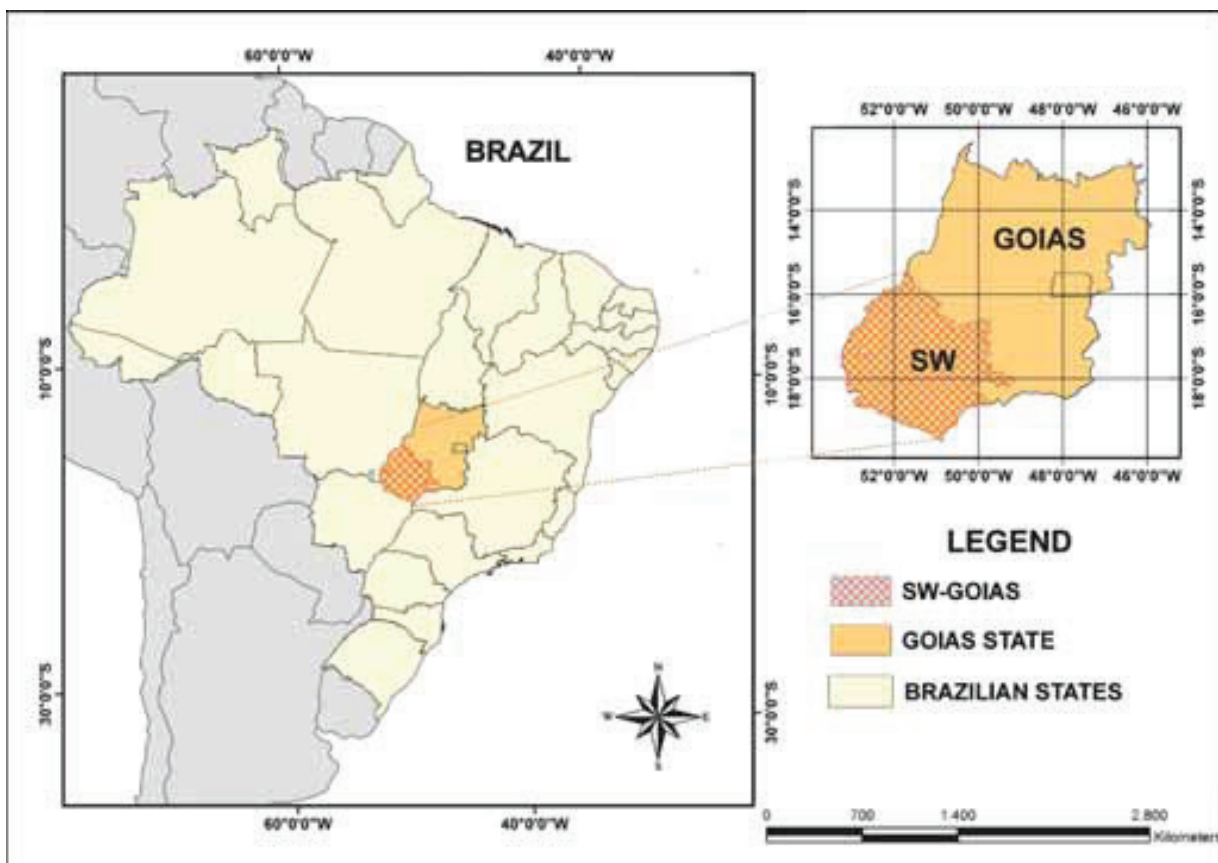 60°0'0"W 40°0'0"W
BRAZIL
10°0'0"S
30°0'0"S
10°0'0"S
30°0'0"S
60°0'0"W 40°0'0"W
N
W E
S
52°0'0"W 50°0'0"W 48°0'0"W 46°0'0"W
14°0'0"S
16°0'0"S
18°0'0"S
GOIAS
SW
14°0'0"S
16°0'0"S
18°0'0"S
52°0'0"W 50°0'0"W 48°0'0"W 46°0'0"W
LEGEND
SW-GOIAS
GOIAS STATE
BRAZILIAN STATES
0 700 1.400 2.800
Kilometers